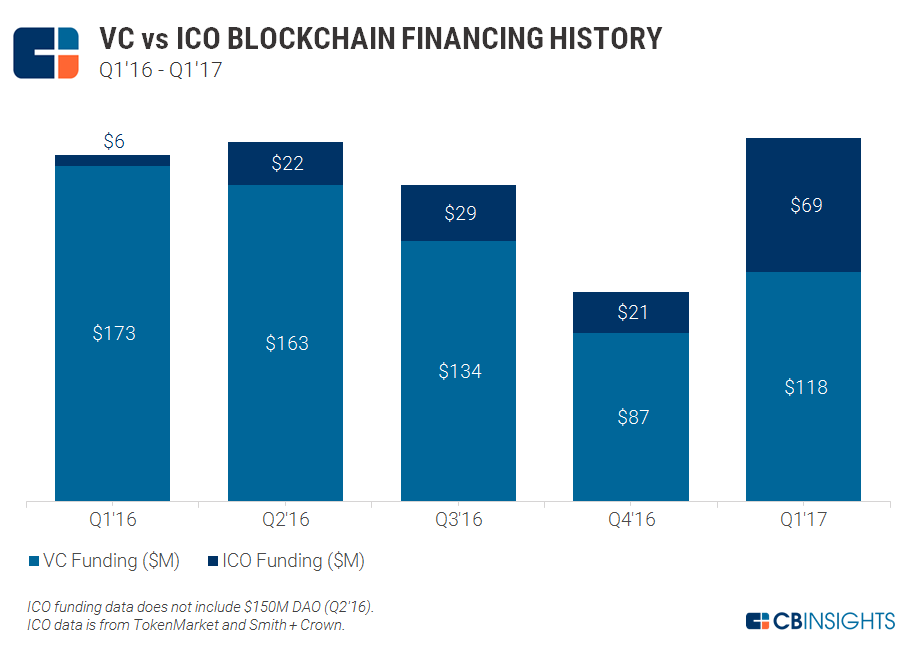 VC vs ICO BLOCKCHAIN FINANCING HISTORY
Q1'16 - Q1'17
$6
$22
$29
$21
$69
$173
$163
$134
$87
$118
Q1'16
Q2'16
Q3'16
Q4'16
Q1'17
VC Funding ($M)
ICO Funding ($M)
ICO funding data does not include $150M DAO (Q2'16).
ICO data is from TokenMarket and Smith + Crown.
CBINSIGHTS